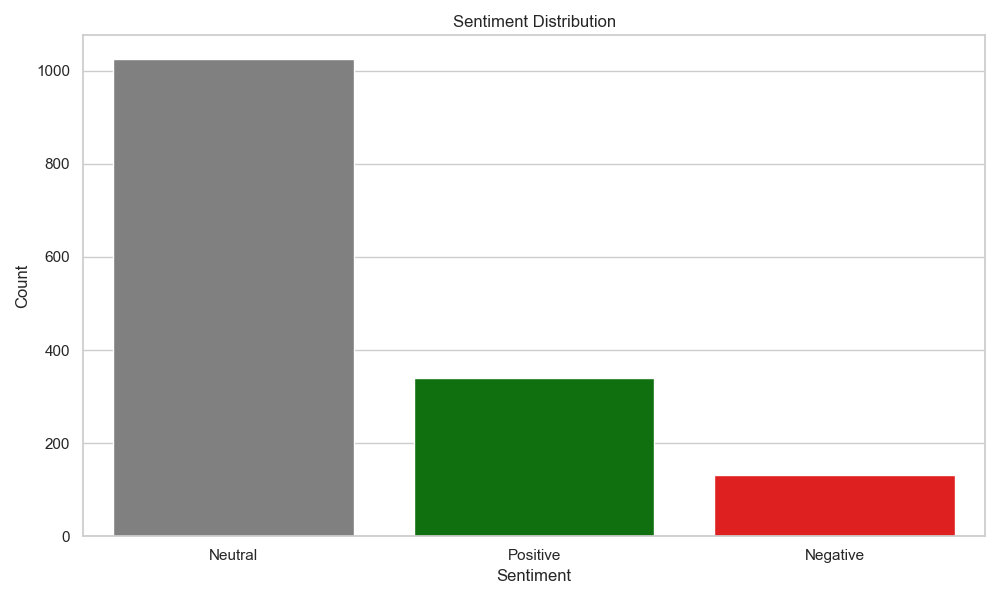 Sentiment Distribution
1000
800
600
400
200
0
Count
Neutral
Positive
Negative
Sentiment